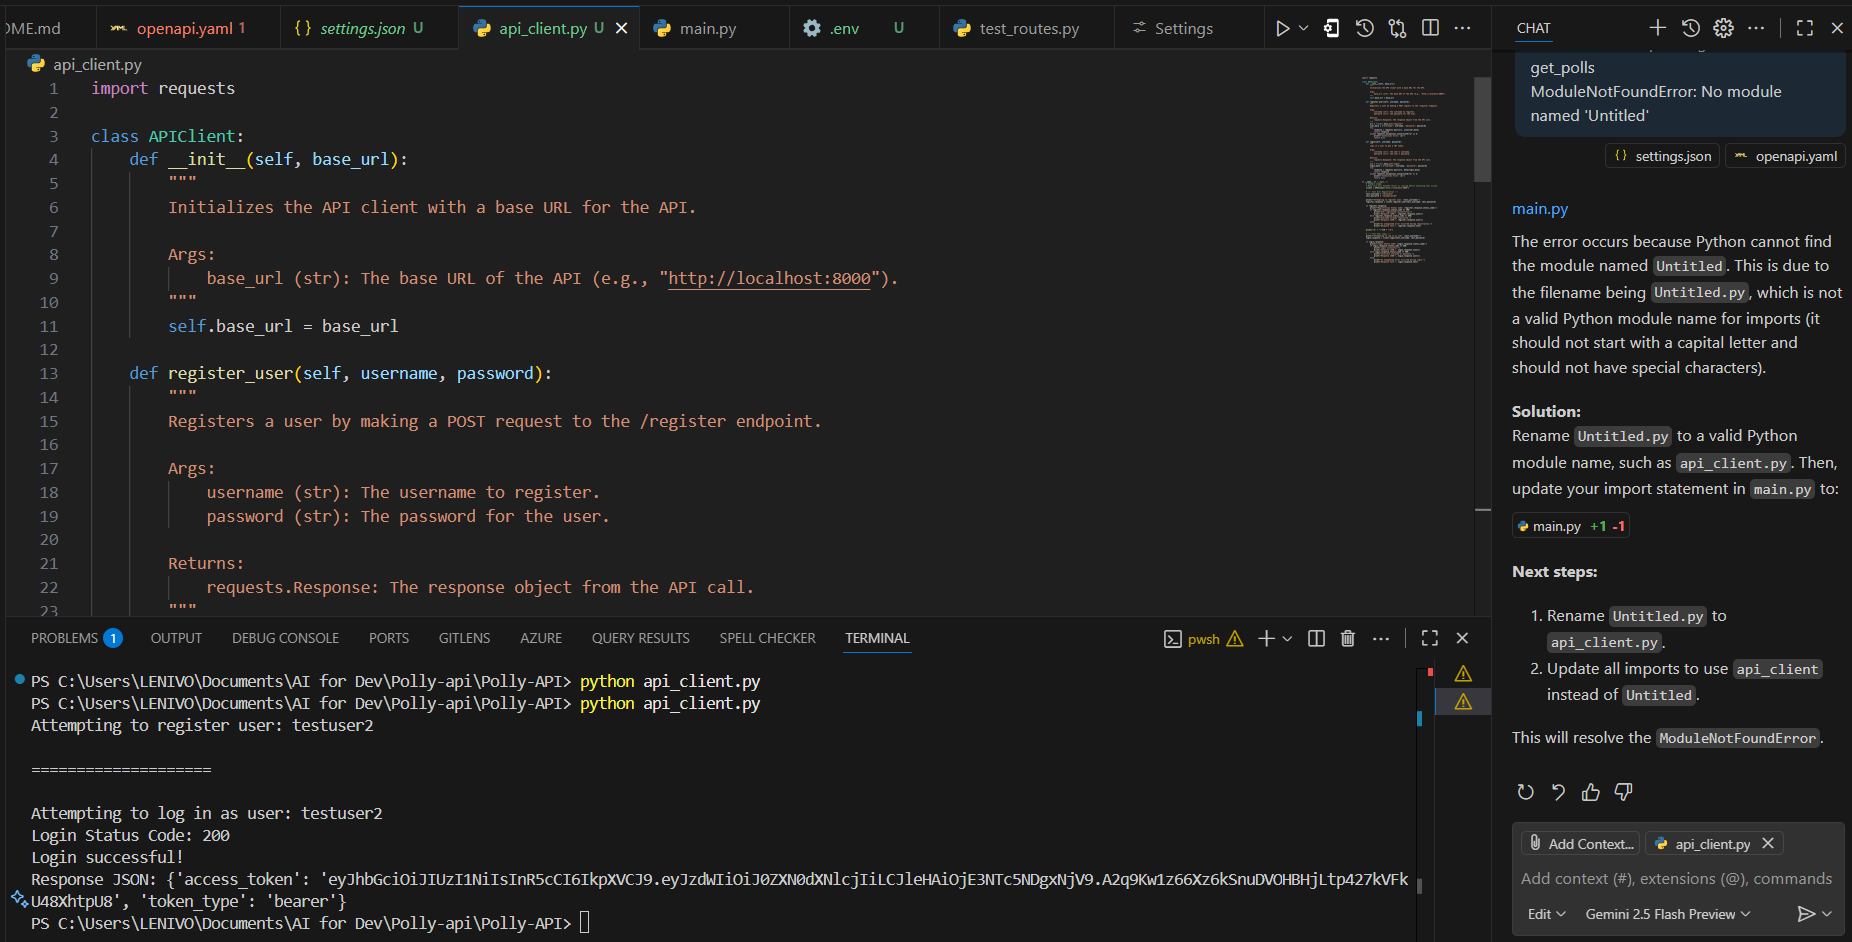 OME.md
openapi.yaml 1
{} settings.json U
api_client.py U
main.py
.env U
test_routes.py
Settings
api_client.py
1 import requests
2
3 class APIClient:
4 def __init__(self, base_url):
5 """
6 Initializes the API client with a base URL for the API.
7
8 Args:
9 base_url (str): The base URL of the API (e.g., "http://localhost:8000").
10 """
11 self.base_url = base_url
12
13 def register_user(self, username, password):
14 """
15 Registers a user by making a POST request to the /register endpoint.
16
17 Args:
18 username (str): The username to register.
19 password (str): The password for the user.
20
21 Returns:
22 requests.Response: The response object from the API call.
23 """
PROBLEMS 1
OUTPUT
DEBUG CONSOLE
PORTS
GITLENS
AZURE
QUERY RESULTS
SPELL CHECKER
TERMINAL
pwsh
PS C:\Users\LENIVO\Documents\AI for Dev\Polly-api\Polly-API> python api_client.py
PS C:\Users\LENIVO\Documents\AI for Dev\Polly-api\Polly-API> python api_client.py
Attempting to register user: testuser2
====================
Attempting to log in as user: testuser2
Login Status Code: 200
Login successful!
Response JSON: {'access_token': 'eyJhbGciOiJIUzI1NiIsInR5cCI6IkpXVCJ9.eyJzdWIiOiJ0ZXN0dXNlcjIiLCJleHAiOjE3NTc5NDgxNjV9.A2q9Kw1z66Xz6kSnuDVOHBHjLtp427kVFk
U48XhtpU8', 'token_type': 'bearer'}
PS C:\Users\LENIVO\Documents\AI for Dev\Polly-api\Polly-API>
CHAT
get_polls
ModuleNotFoundError: No module
named 'Untitled'
{} settings.json
openapi.yaml
main.py
The error occurs because Python cannot find
the module named Untitled. This is due to
the filename being Untitled.py, which is not
a valid Python module name for imports (it
should not start with a capital letter and
should not have special characters).
Solution:
Rename Untitled.py to a valid Python
module name, such as api_client.py. Then,
update your import statement in main.py to:
main.py +1 -1
Next steps:
1. Rename Untitled.py to
api_client.py.
2. Update all imports to use api_client
instead of Untitled.
This will resolve the ModuleNotFoundError.
Add Context...
api_client.py
Add context (#), extensions (@), commands
Edit
Gemini 2.5 Flash Preview